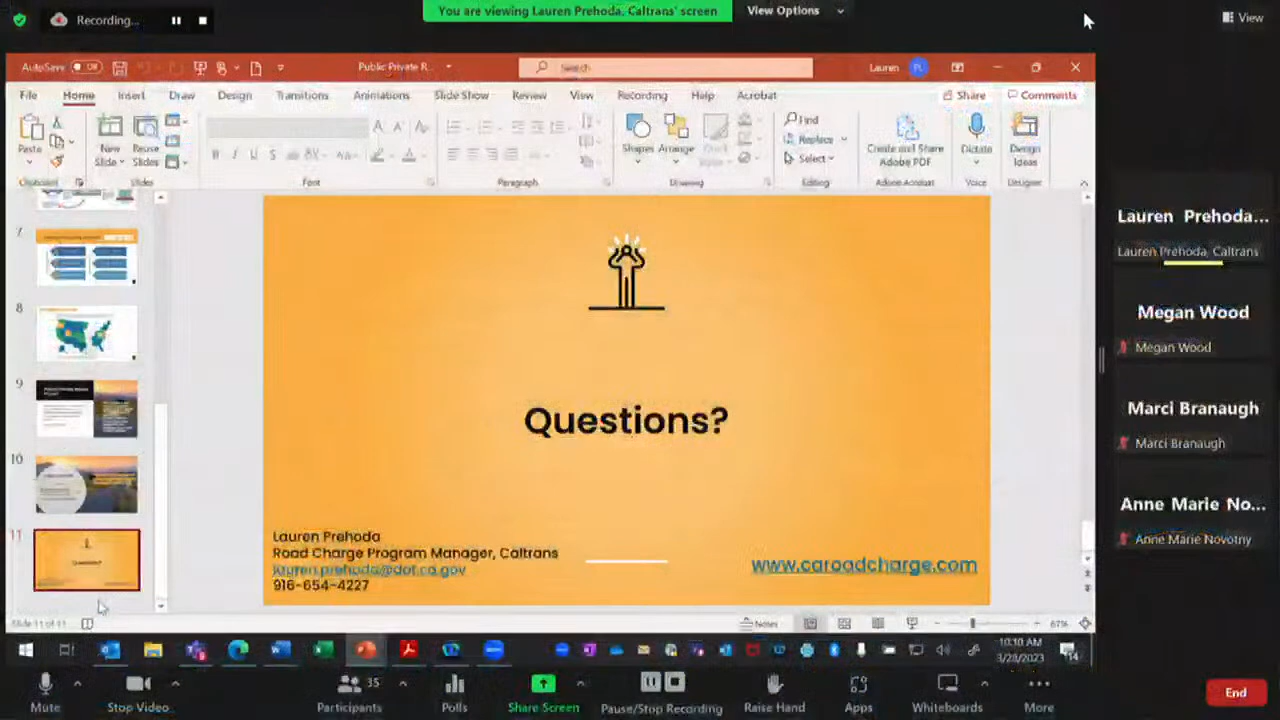 Recording...
You are viewing Lauren Prehoda, Caltrans' screen
View Options
View
AutoSave Off
Public Private R...
Search
Lauren
File Home Insert Draw Design Transitions Animations Slide Show Review View Recording Help Acrobat
Share
Comments
Paste
New
Slide
Reuse
Slides
Shapes
Arrange
Find
Replace
Select
Create and Share
Adobe PDF
Dictate
Design
Ideas
Clipboard
Slides
Font
Paragraph
Drawing
Editing
Adobe Acrobat
Voice
Designer
7
8
9
10
11
Questions?
Lauren Prehoda
Road Charge Program Manager, Caltrans
lauren.prehoda@dot.ca.gov
916-654-4227
www.caroadcharge.com
Lauren Prehoda...
Lauren Prehoda, Caltrans
Megan Wood
Megan Wood
Marci Branaugh
Marci Branaugh
Anne Marie No...
Anne Marie Novotny
Slide 11 of 11
Notes
67%
10:10 AM
3/28/2023
14
Mute
Stop Video
35
Participants
Polls
Share Screen
Pause/Stop Recording
Raise Hand
Apps
Whiteboards
More
End